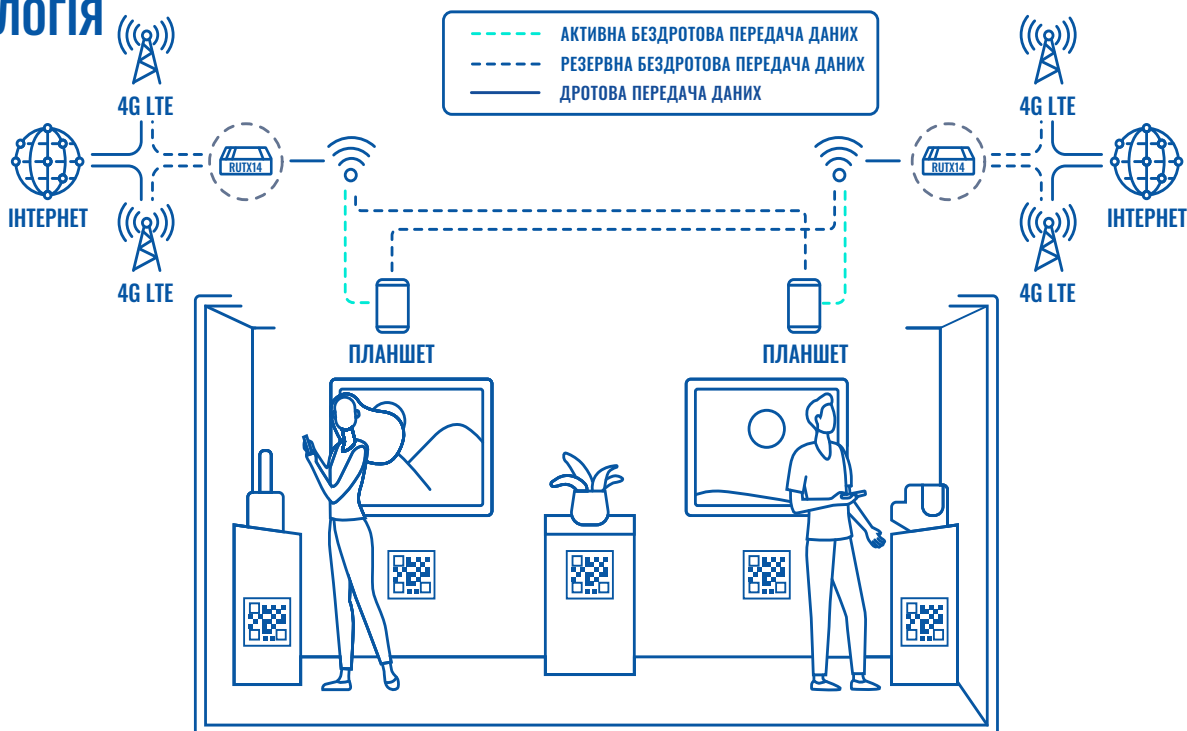 ЛОГІЯ
АКТИВНА БЕЗДРОТОВА ПЕРЕДАЧА ДАНИХ
РЕЗЕРВНА БЕЗДРОТОВА ПЕРЕДАЧА ДАНИХ
ДРОТОВА ПЕРЕДАЧА ДАНИХ
4G LTE
4G LTE
RUTX14
RUTX14
ІНТЕРНЕТ
ІНТЕРНЕТ
4G LTE
4G LTE
ПЛАНШЕТ
ПЛАНШЕТ